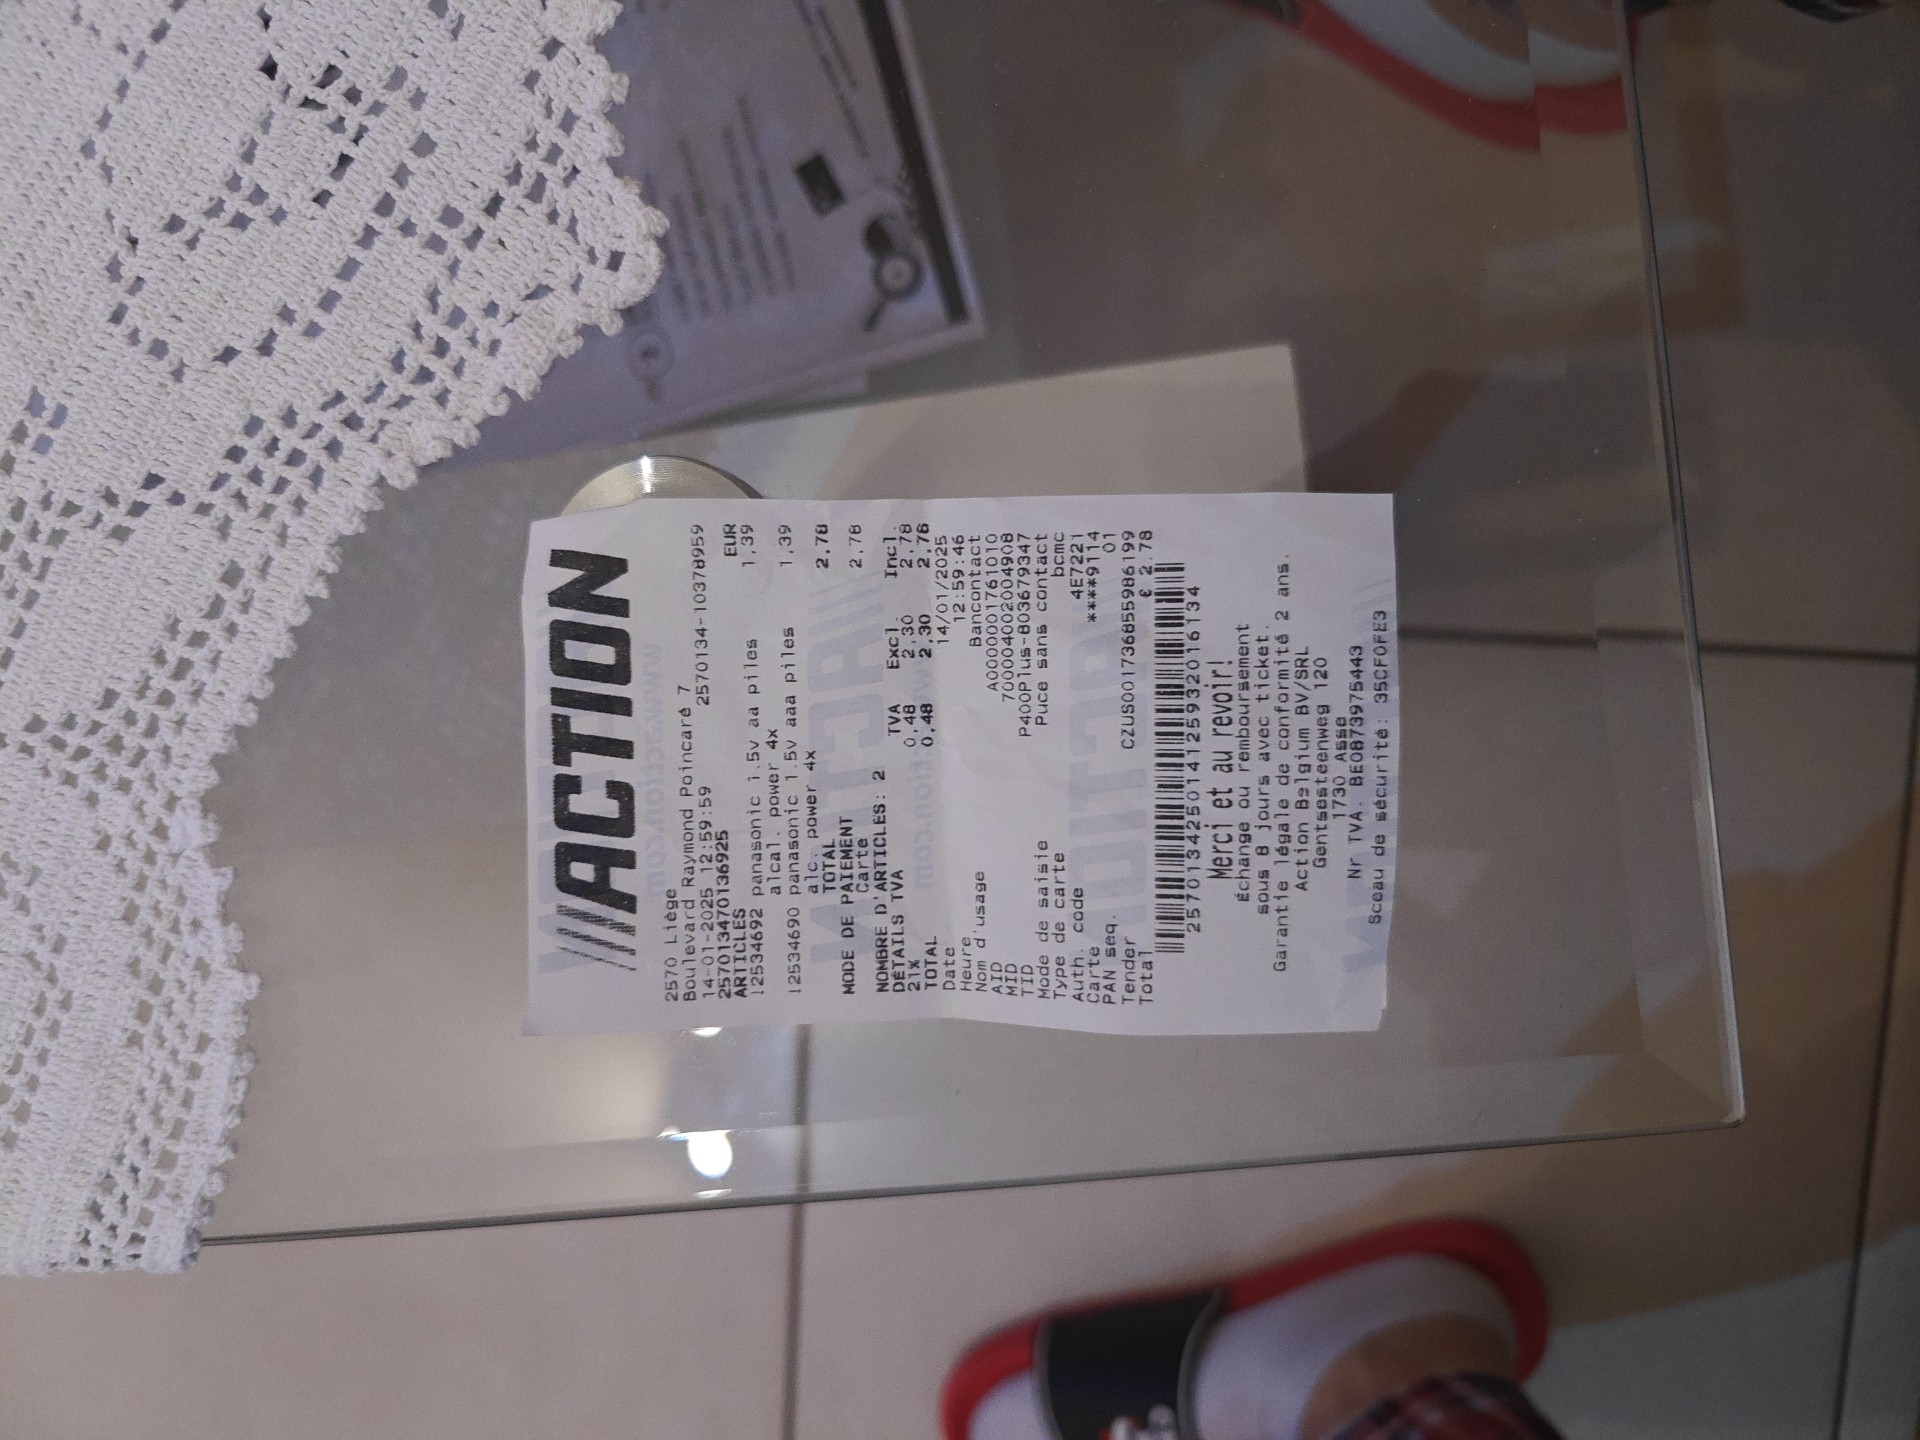 ///ACTION
2570 Liège
Boulevard Raymond Poincaré 7
14-01-2025 12:59:59 2570134-10378959
2570134701136925
ARTICLES EUR
12534692 panasonic 1.5v aa piles 1,39
alcal. power 4x
12534690 panasonic 1.5v aaa piles 1,39
alc. power 4x
TOTAL 2,78
MODE DE PAIEMENT
Carte 2,78
NOMBRE D'ARTICLES: 2
DÉTAILS TVA TVA Excl. Incl.
21% 0,48 2,30 2,78
TOTAL 0,48 2,30 2,78
Date 14/01/2025
Heure 12:59:46
Nom d'usage Bancontact
AID A0000001761010
MID 700004002004908
TID P400Plus-803679347
Mode de saisie Puce sans contact
Type de carte bcmc
Auth. code 4E7221
Carte ****9114
PAN seq. 01
Tender CZUS001736855986199
Total € 2.78
2570134250141259320​16134
Merci et au revoir!
Échange ou remboursement
sous 8 jours avec ticket.
Garantie légale de conformité 2 ans.
Action Belgium BV/SRL
Gentsesteenweg 120
1730 Asse
Nr TVA. BE0873975443
Sceau de sécurité: 35CF0FE3